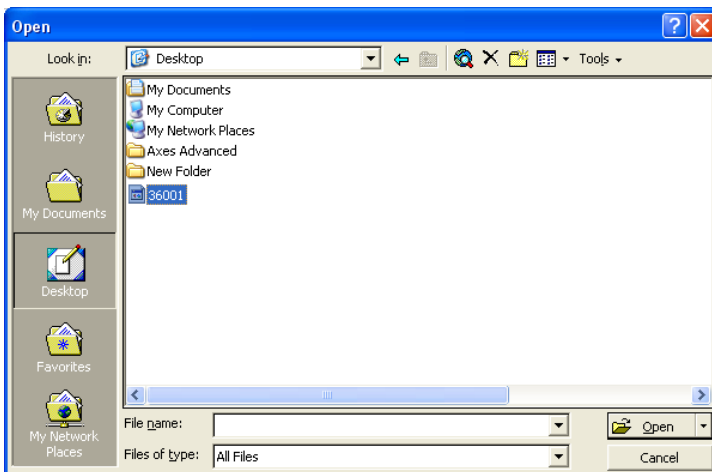 Open
Look in:
Desktop
Tools
History
My Documents
Desktop
Favorites
My Network
Places
My Documents
My Computer
My Network Places
Axes Advanced
New Folder
36001
File name:
Open
Files of type:
All Files
Cancel